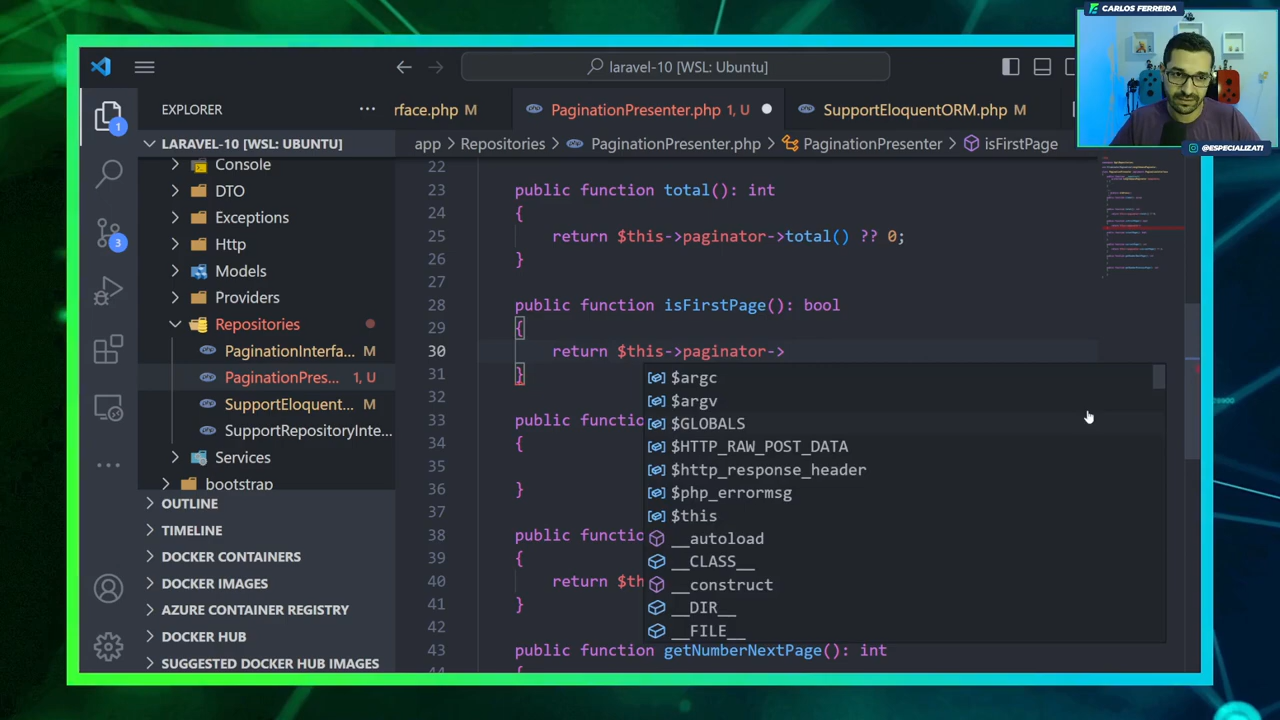 CARLOS FERREIRA
@ESPECIALIZATI
laravel-10 [WSL: Ubuntu]
EXPLORER
rface.php M
PaginationPresenter.php 1, U
SupportEloquentORM.php M
LARAVEL-10 [WSL: UBUNTU]
app > Repositories > PaginationPresenter.php > PaginationPresenter > isFirstPage
Console
DTO
Exceptions
Http
Models
Providers
Repositories
PaginationInterfa... M
PaginationPres... 1, U
SupportEloquent... M
SupportRepositoryInte...
Services
bootstrap
OUTLINE
TIMELINE
DOCKER CONTAINERS
DOCKER IMAGES
AZURE CONTAINER REGISTRY
DOCKER HUB
SUGGESTED DOCKER HUB IMAGES
1
3
22
23 public function total(): int
24 {
25 return $this->paginator->total() ?? 0;
26 }
27
28 public function isFirstPage(): bool
29 {
30 return $this->paginator->
31 }
32
33 public functio
34 {
35
36 }
37
38 public functio
39 {
40 return $th
41 }
42
43 public function getNumberNextPage(): int
44 {
$argc
$argv
$GLOBALS
$HTTP_RAW_POST_DATA
$http_response_header
$php_errormsg
$this
__autoload
__CLASS__
__construct
__DIR__
__FILE__